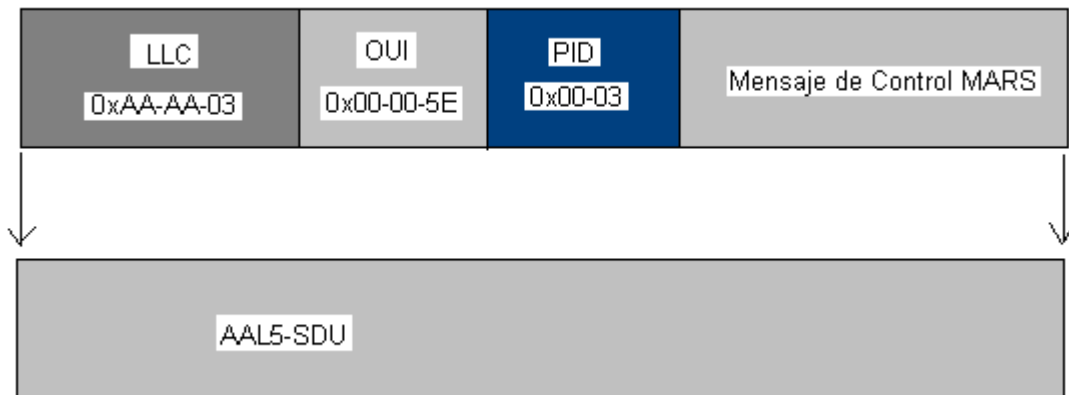 LLC
0xAA-AA-03
OUI
0x00-00-5E
PID
0x00-03
Mensaje de Control MARS
AAL5-SDU